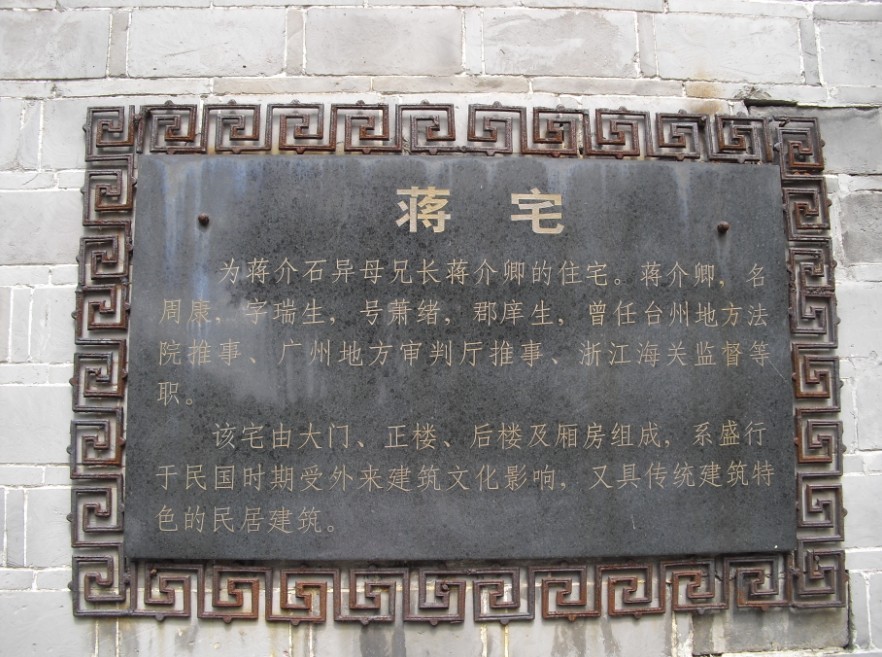 蒋 宅
为蒋介石异母兄长蒋介卿的住宅。蒋介卿，名
周康，字瑞生，号萧绪，郡庠生，曾任台州地方法
院推事、广州地方审判厅推事、浙江海关监督等
职。
该宅由大门、正楼、后楼及厢房组成，系盛行
于民国时期受外来建筑文化影响，又具传统建筑特
色的民居建筑。